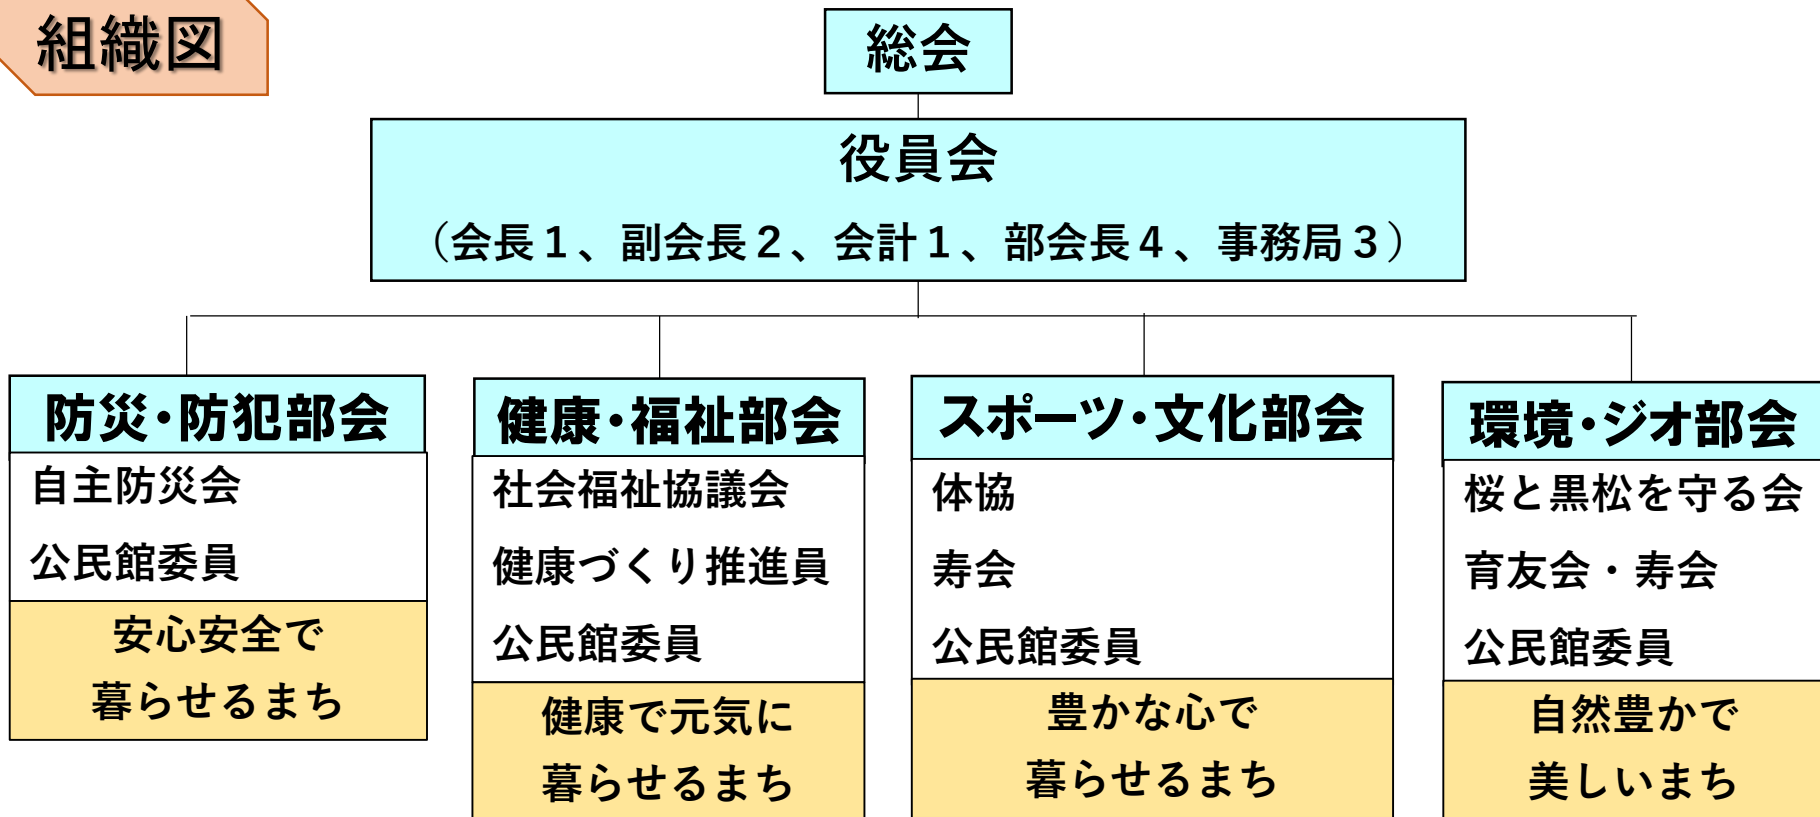 組織図
総会
役員会
（会長１、副会長２、会計１、部会長４、事務局３）
防災・防犯部会
自主防災会
公民館委員
安心安全で
暮らせるまち
健康・福祉部会
社会福祉協議会
健康づくり推進員
公民館委員
健康で元気に
暮らせるまち
スポーツ・文化部会
体協
寿会
公民館委員
豊かな心で
暮らせるまち
環境・ジオ部会
桜と黒松を守る会
育友会・寿会
公民館委員
自然豊かで
美しいまち